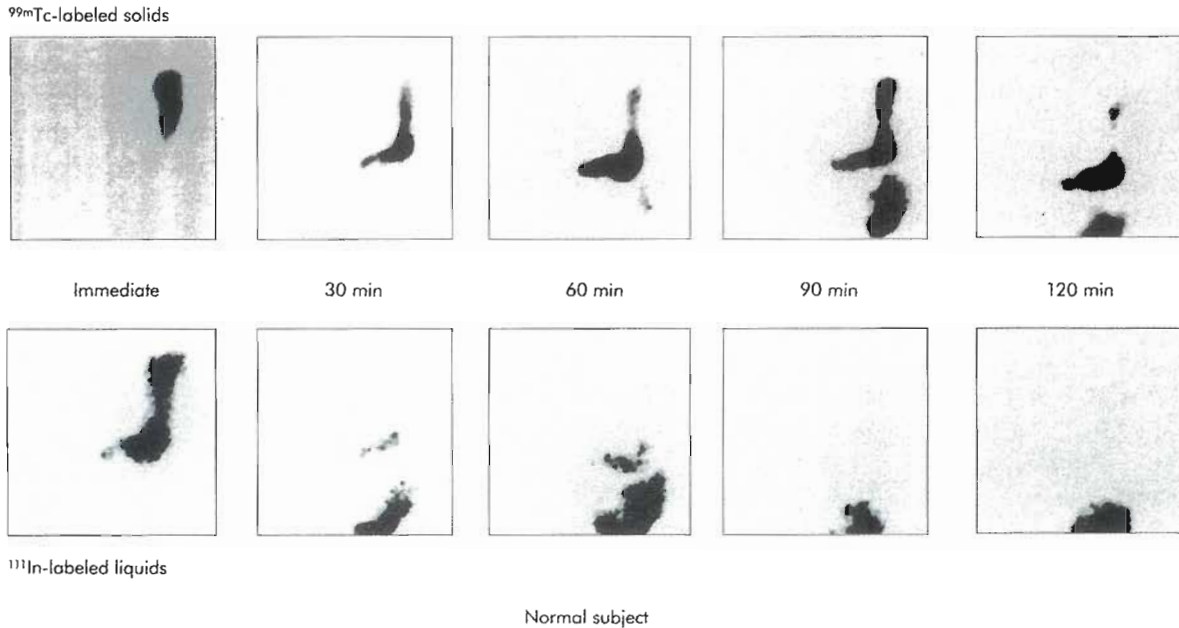 ⁹⁹ᵐTc-labeled solids
Immediate 30 min 60 min 90 min 120 min
¹¹¹In-labeled liquids
Normal subject